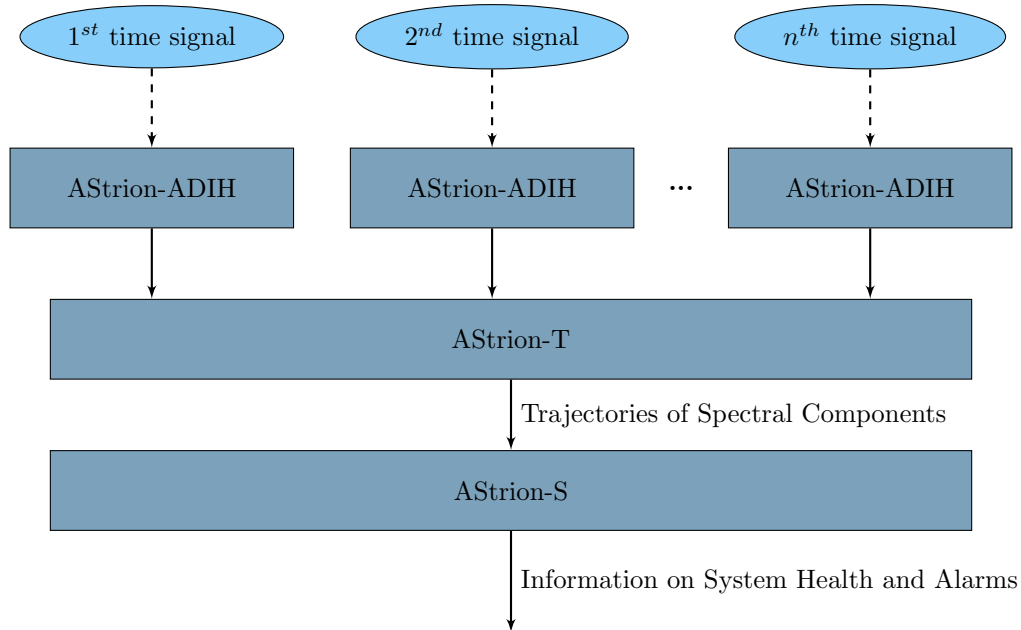 1st time signal
2nd time signal
nth time signal
AStrion-ADIH
AStrion-ADIH
...
AStrion-ADIH
AStrion-T
Trajectories of Spectral Components
AStrion-S
Information on System Health and Alarms